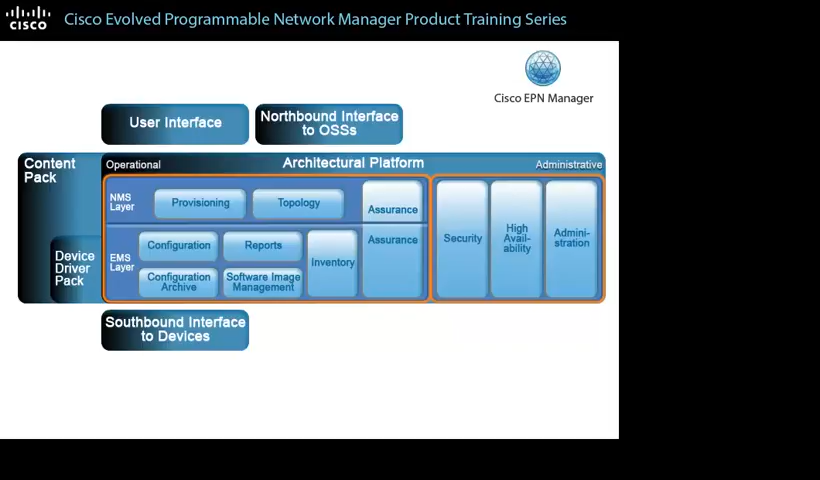 CISCO
Cisco Evolved Programmable Network Manager Product Training Series
Cisco EPN Manager
User Interface
Northbound Interface
to OSSs
Content
Pack
Operational
Architectural Platform
Administrative
NMS
Layer
Provisioning
Topology
Assurance
Device
Driver
Pack
EMS
Layer
Configuration
Reports
Inventory
Assurance
Configuration
Archive
Software Image
Management
Security
High
Avail-
ability
Admini-
stration
Southbound Interface
to Devices